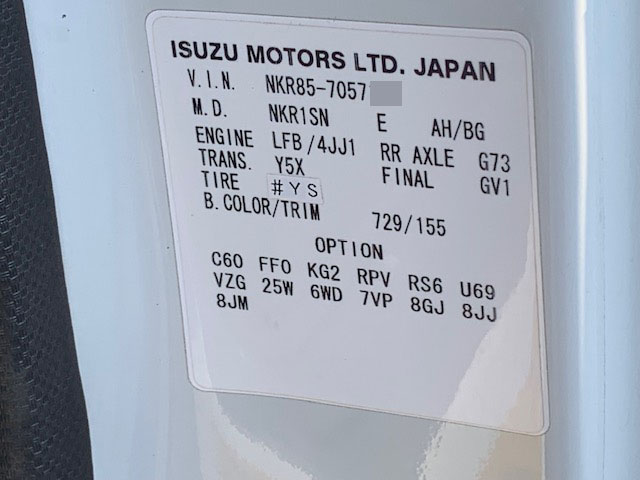 ISUZU MOTORS LTD. JAPAN
V.I.N. NKR85-7057
M.D. NKR1SN E AH/BG
ENGINE LFB/4JJ1 RR AXLE G73
TRANS. Y5X FINAL GV1
TIRE #YS
B.COLOR/TRIM 729/155
OPTION
C60 FFO KG2 RPV RS6 U69
VZG 25W 6WD 7VP 8GJ 8JJ
8JM